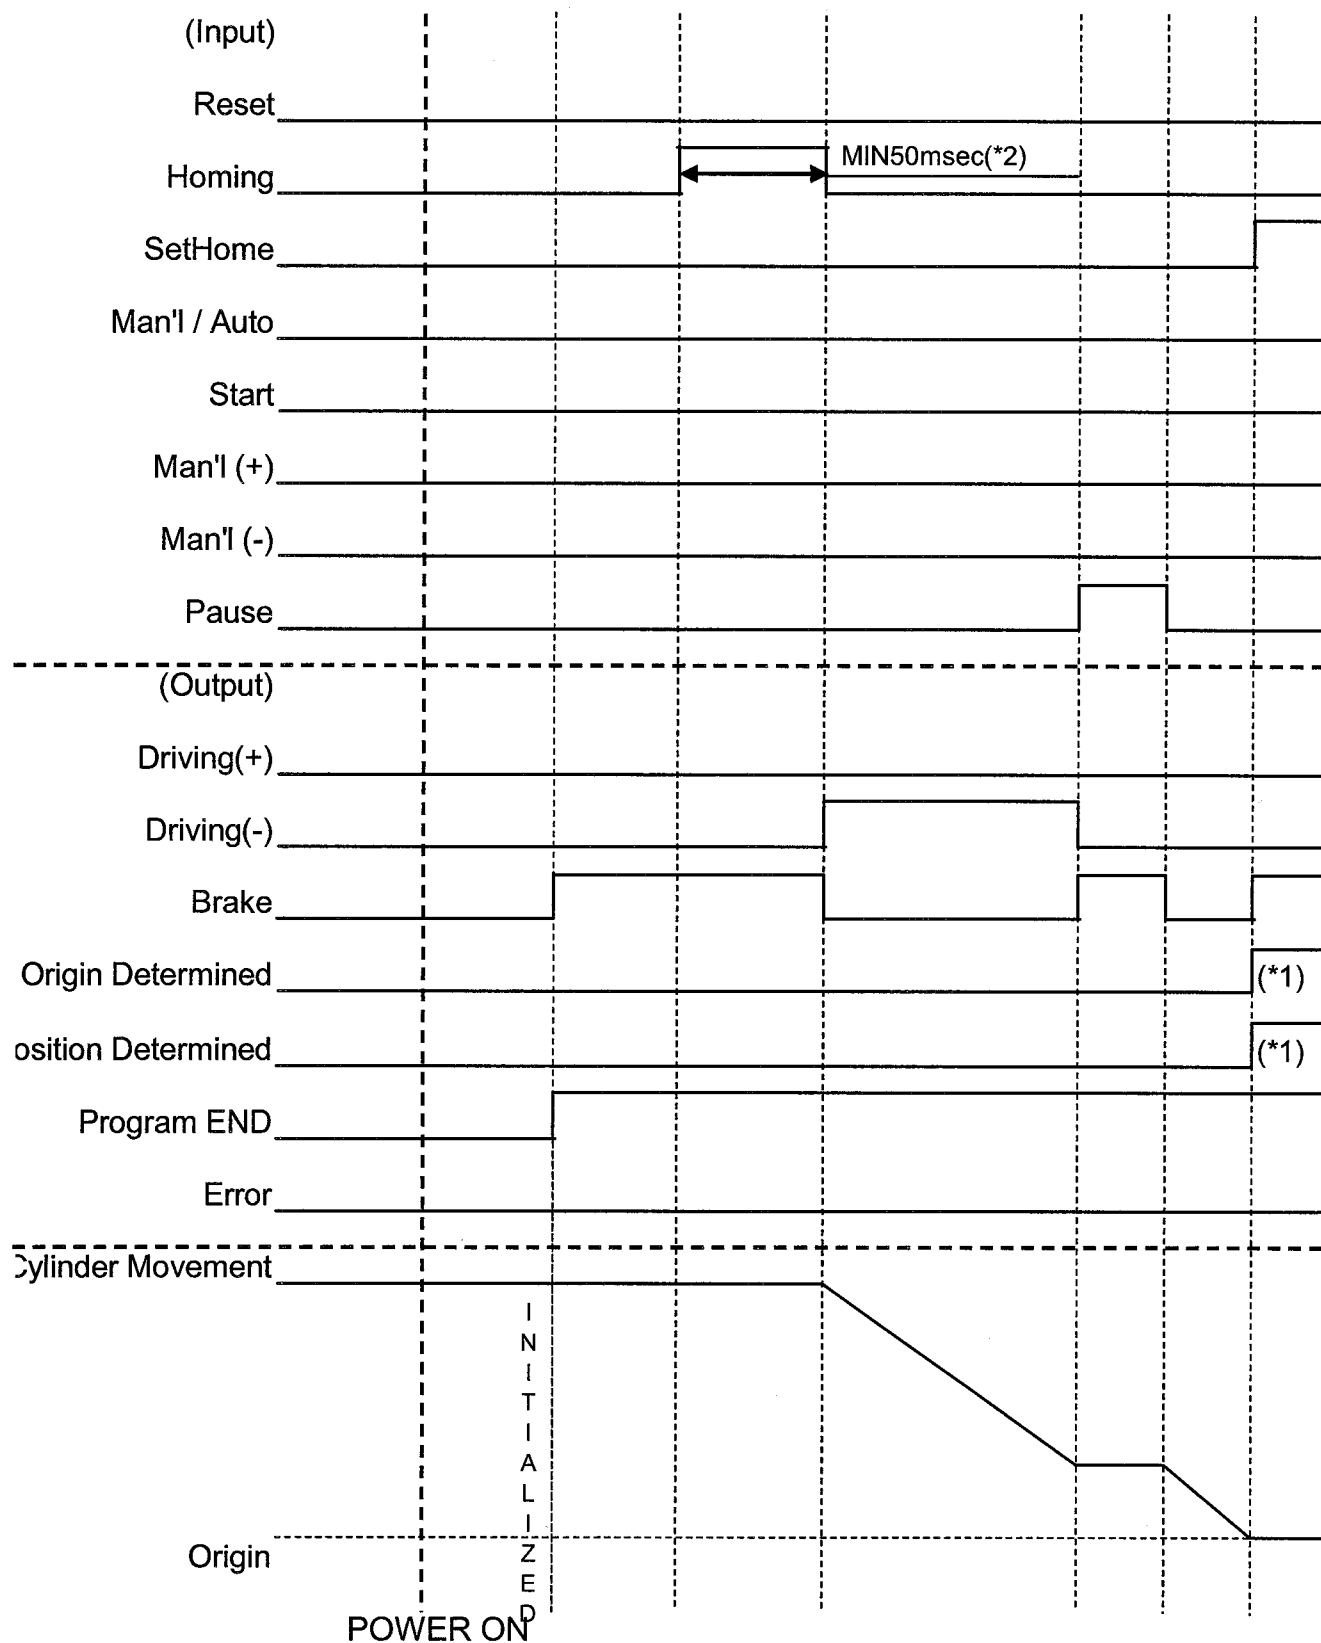 (Input)
Reset
Homing
MIN50msec(*2)
SetHome
Man'l / Auto
Start
Man'l (+)
Man'l (-)
Pause
(Output)
Driving(+)
Driving(-)
Brake
Origin Determined
(*1)
osition Determined
(*1)
Program END
Error
Cylinder Movement
INITIALIZED
Origin
POWER ON